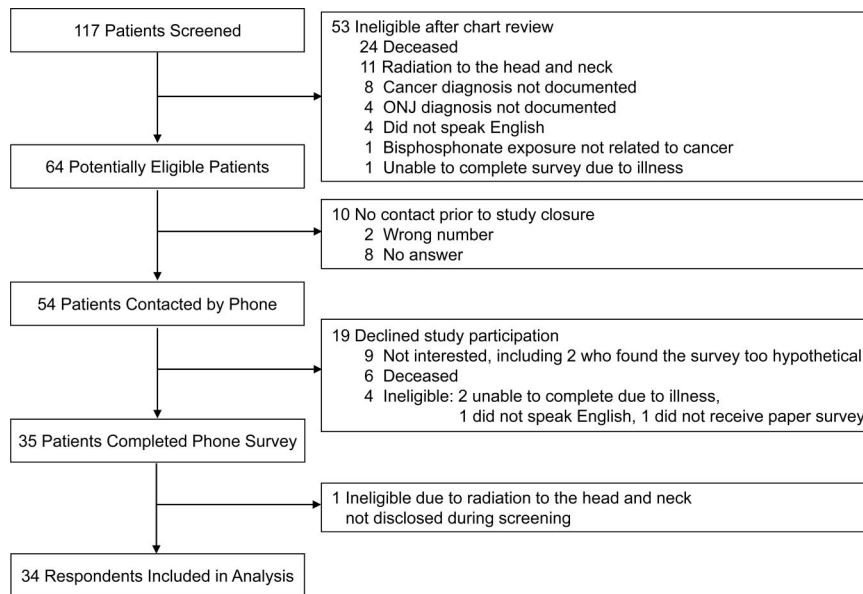 117 Patients Screened
53 Ineligible after chart review
24 Deceased
11 Radiation to the head and neck
8 Cancer diagnosis not documented
4 ONJ diagnosis not documented
4 Did not speak English
1 Bisphosphonate exposure not related to cancer
1 Unable to complete survey due to illness
64 Potentially Eligible Patients
10 No contact prior to study closure
2 Wrong number
8 No answer
54 Patients Contacted by Phone
19 Declined study participation
9 Not interested, including 2 who found the survey too hypothetical
6 Deceased
4 Ineligible: 2 unable to complete due to illness,
1 did not speak English, 1 did not receive paper survey
35 Patients Completed Phone Survey
1 Ineligible due to radiation to the head and neck
not disclosed during screening
34 Respondents Included in Analysis